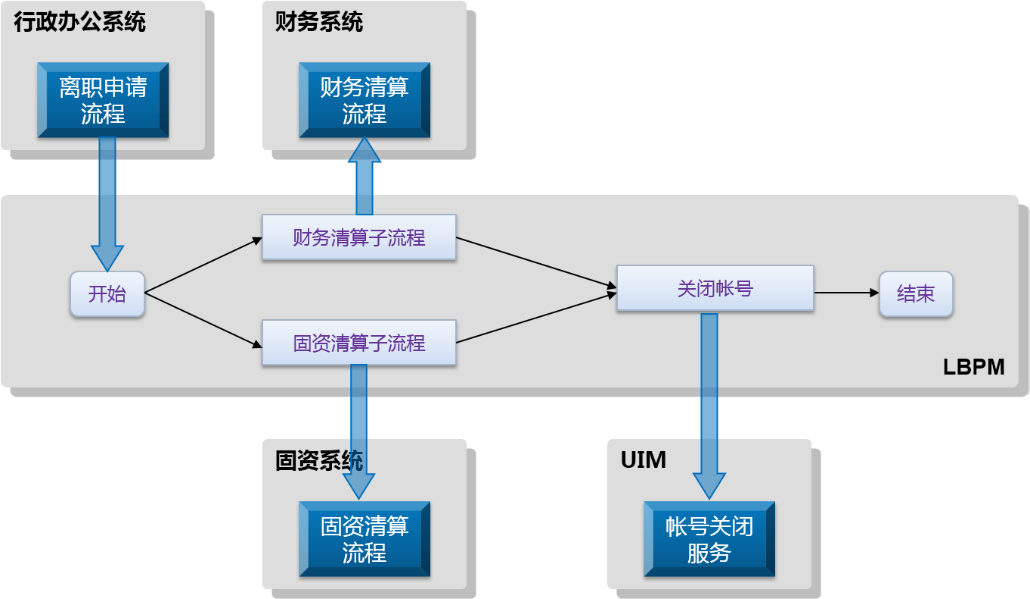 行政办公系统
财务系统
离职申请
流程
财务清算
流程
财务清算子流程
开始
关闭帐号
结束
固资清算子流程
LBPM
固资系统
UIM
固资清算
流程
帐号关闭
服务